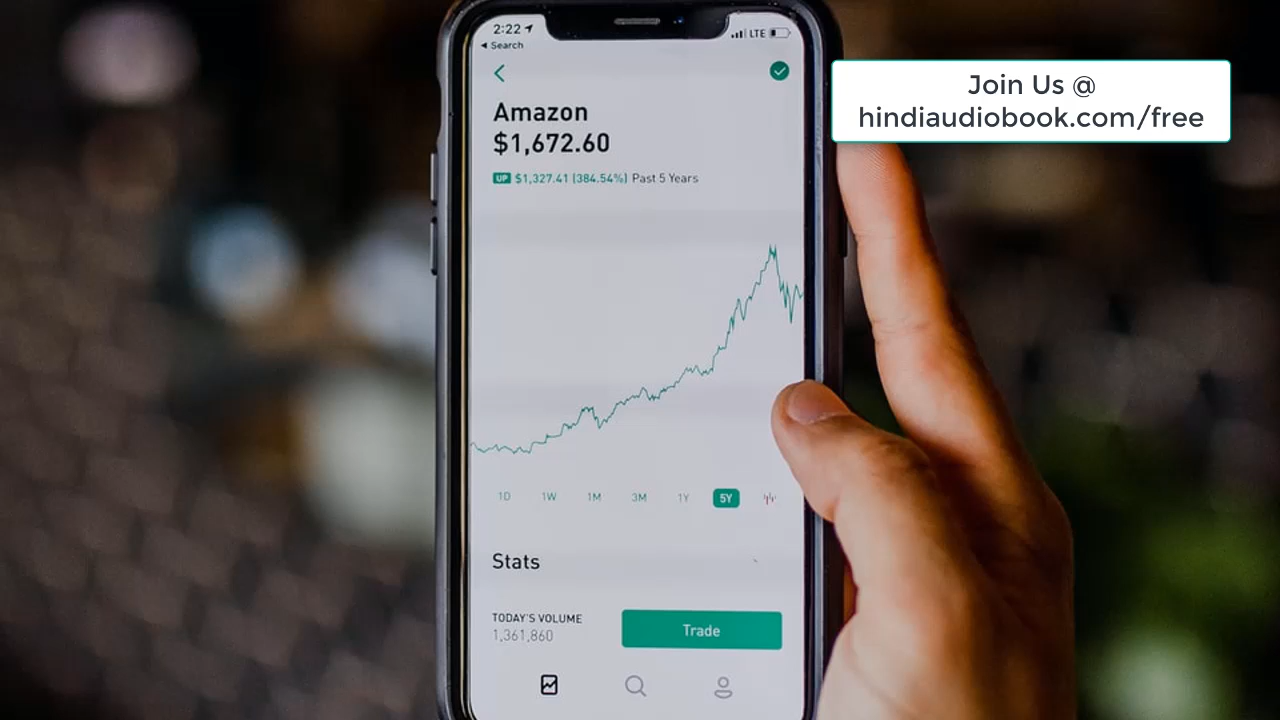 2:22
LTE
Search
Join Us @
hindiaudiobook.com/free
Amazon
$1,672.60
UP $1,327.41 (384.54%) Past 5 Years
1D 1W 1M 3M 1Y 5Y
Stats
TODAY'S VOLUME
1,361,860
Trade